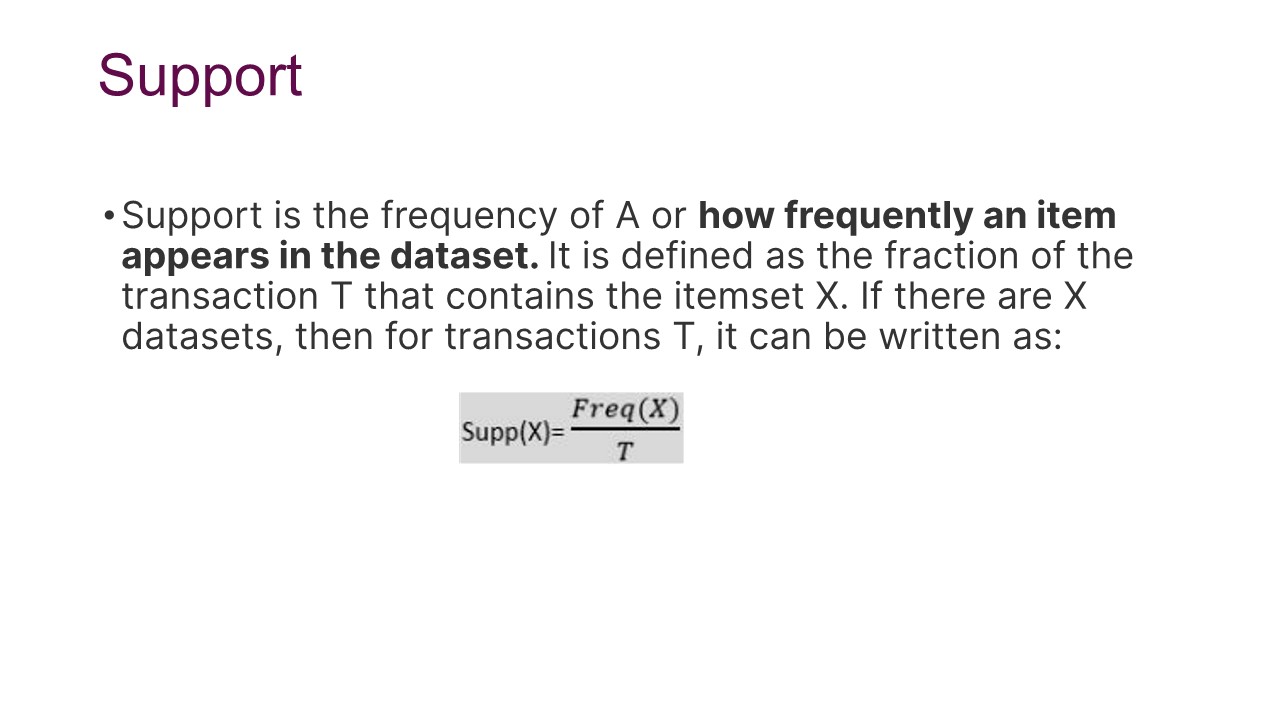 Support
•Support is the frequency of A or how frequently an item
appears in the dataset. It is defined as the fraction of the
transaction T that contains the itemset X. If there are X
datasets, then for transactions T, it can be written as:
Freq(X)
Supp(X)=
T